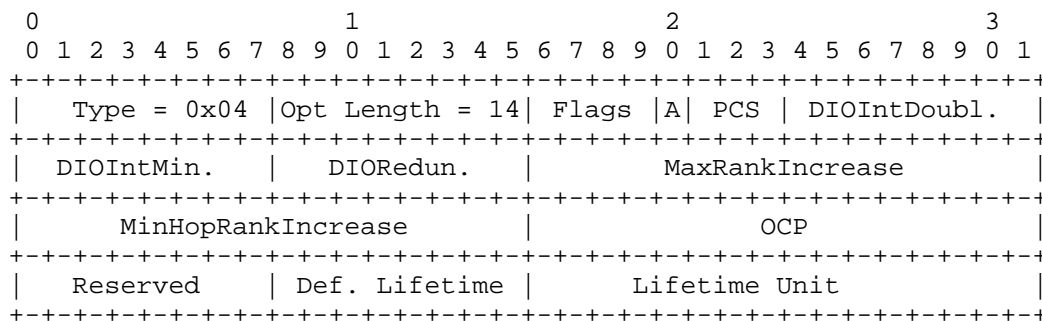 0                   1                   2                   3
0 1 2 3 4 5 6 7 8 9 0 1 2 3 4 5 6 7 8 9 0 1 2 3 4 5 6 7 8 9 0 1
+-+-+-+-+-+-+-+-+-+-+-+-+-+-+-+-+-+-+-+-+-+-+-+-+-+-+-+-+-+-+-+-+
|   Type = 0x04 |Opt Length = 14| Flags |A| PCS | DIOIntDoubl.  |
+-+-+-+-+-+-+-+-+-+-+-+-+-+-+-+-+-+-+-+-+-+-+-+-+-+-+-+-+-+-+-+-+
|  DIOIntMin.   |   DIORedun.   |        MaxRankIncrease        |
+-+-+-+-+-+-+-+-+-+-+-+-+-+-+-+-+-+-+-+-+-+-+-+-+-+-+-+-+-+-+-+-+
|      MinHopRankIncrease       |              OCP              |
+-+-+-+-+-+-+-+-+-+-+-+-+-+-+-+-+-+-+-+-+-+-+-+-+-+-+-+-+-+-+-+-+
|   Reserved    | Def. Lifetime |      Lifetime Unit            |
+-+-+-+-+-+-+-+-+-+-+-+-+-+-+-+-+-+-+-+-+-+-+-+-+-+-+-+-+-+-+-+-+